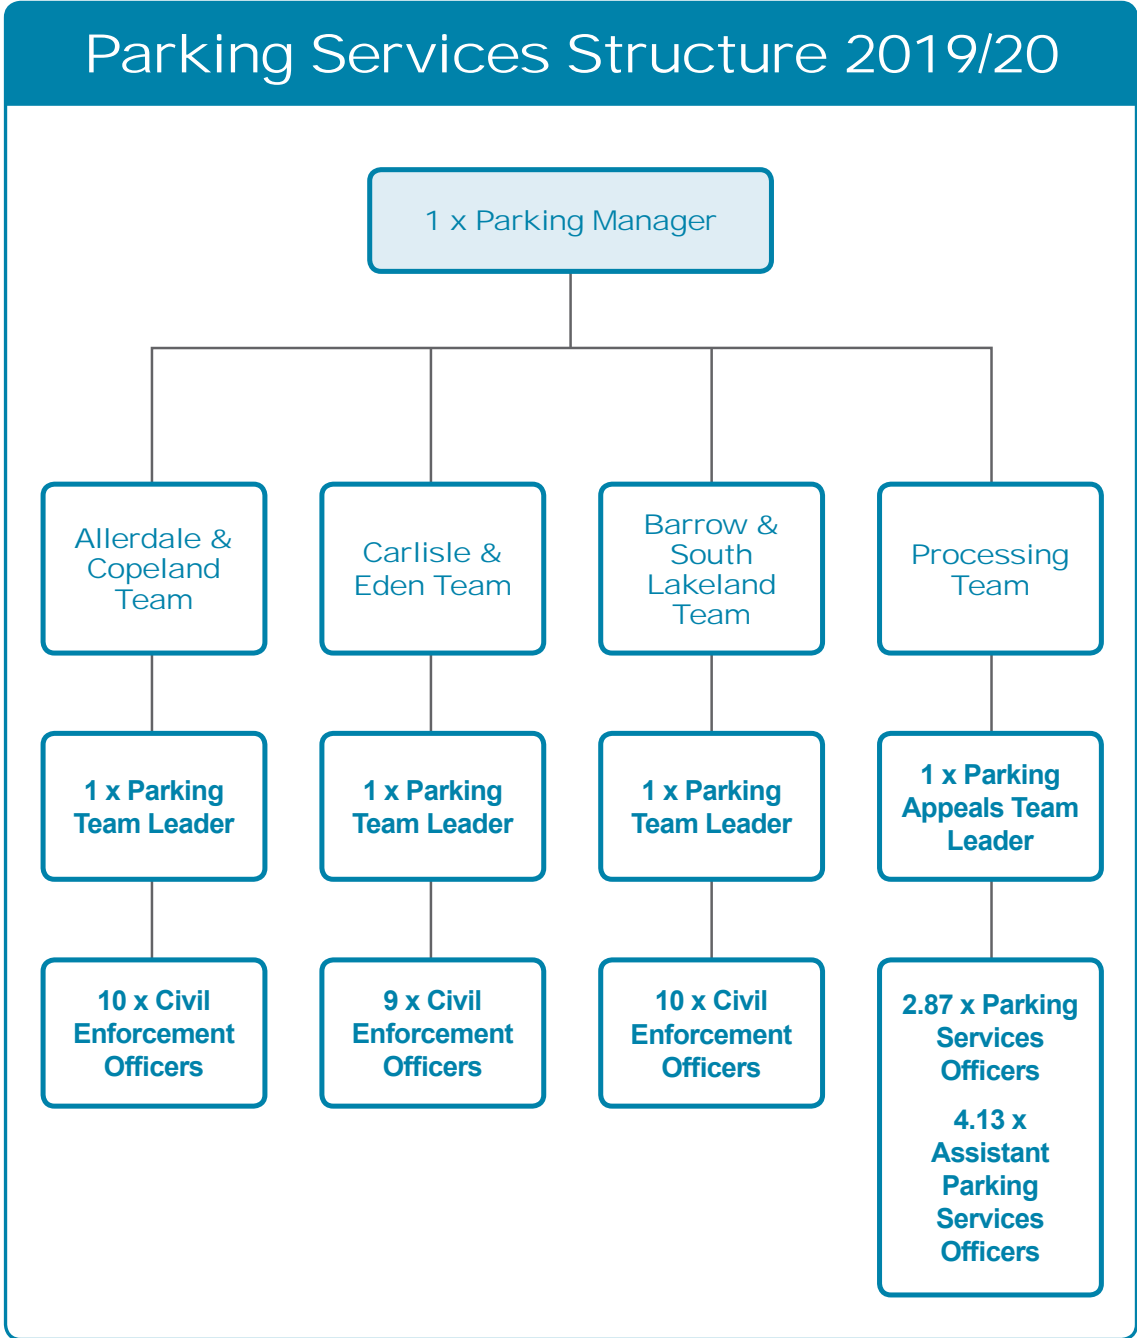 Parking Services Structure 2019/20
1 x Parking Manager
Allerdale &
Copeland
Team
Carlisle &
Eden Team
Barrow &
South
Lakeland
Team
Processing
Team
1 x Parking
Team Leader
1 x Parking
Team Leader
1 x Parking
Team Leader
1 x Parking
Appeals Team
Leader
10 x Civil
Enforcement
Officers
9 x Civil
Enforcement
Officers
10 x Civil
Enforcement
Officers
2.87 x Parking
Services
Officers
4.13 x
Assistant
Parking
Services
Officers